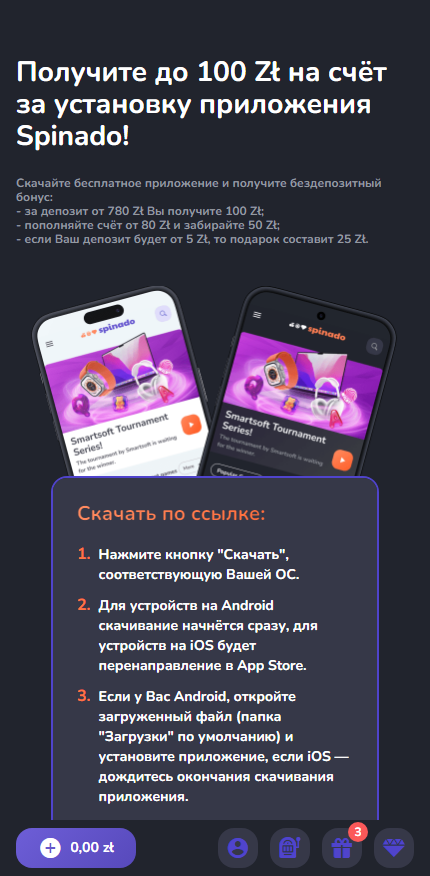 Получите до 100 Zł на счёт
за установку приложения
Spinado!
Скачайте бесплатное приложение и получите бездепозитный
бонус:
- за депозит от 780 Zł Вы получите 100 Zł;
- пополняйте счёт от 80 Zł и забирайте 50 Zł;
- если Ваш депозит будет от 5 Zł, то подарок составит 25 Zł.
spinado
Smartsoft Tournament
Series!
The tournament by Smartsoft is waiting
for the winner.
spinado
Smartsoft Tournament
Series!
The tournament by Smartsoft is waiting
for the winner.
Скачать по ссылке:
1. Нажмите кнопку "Скачать",
соответствующую Вашей ОС.
2. Для устройств на Android
скачивание начнётся сразу, для
устройств на iOS будет
перенаправление в App Store.
3. Если у Вас Android, откройте
загруженный файл (папка
"Загрузки" по умолчанию) и
установите приложение, если iOS —
дождитесь окончания скачивания
приложения.
0,00 zł
3